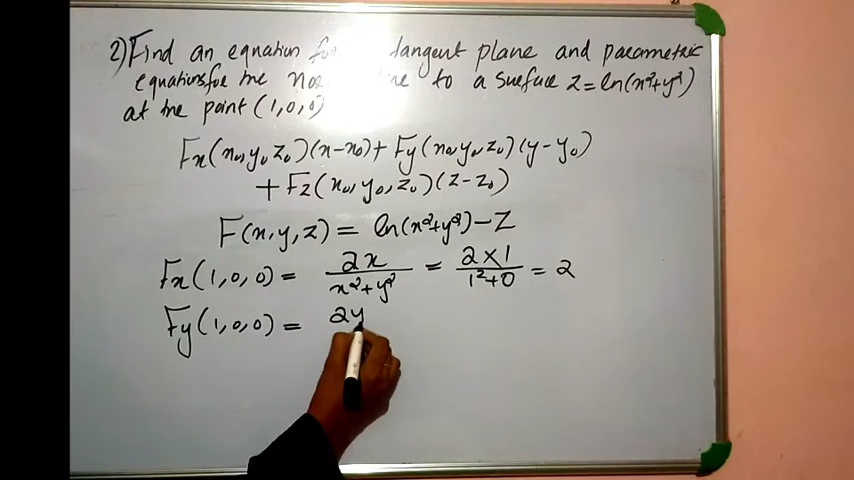 2) Find an equation for tangent plane and parametric
equations for the line to a surface z = ln(x²+y²)
at the point (1,0,0)
Fx(x0,y0,z0)(x-x0)+ Fy(x0,y0,z0)(y-y0)
+ Fz(x0,y0,z0)(z-z0)
F(x,y,z) = ln(x²+y²)-z
Fx(1,0,0) = 2x/x²+y² = 2×1/1²+0 = 2
Fy(1,0,0) = 2y